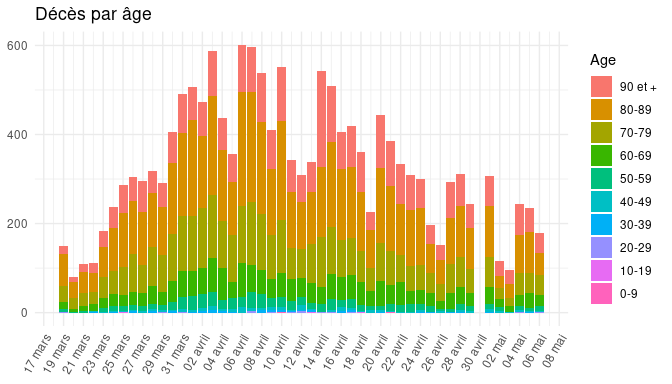 Décès par âge
600
400
200
0
17 mars
19 mars
21 mars
23 mars
25 mars
27 mars
29 mars
31 mars
02 avril
04 avril
06 avril
08 avril
10 avril
12 avril
14 avril
16 avril
18 avril
20 avril
22 avril
24 avril
26 avril
28 avril
30 avril
02 mai
04 mai
06 mai
08 mai
Age
90 et +
80-89
70-79
60-69
50-59
40-49
30-39
20-29
10-19
0-9